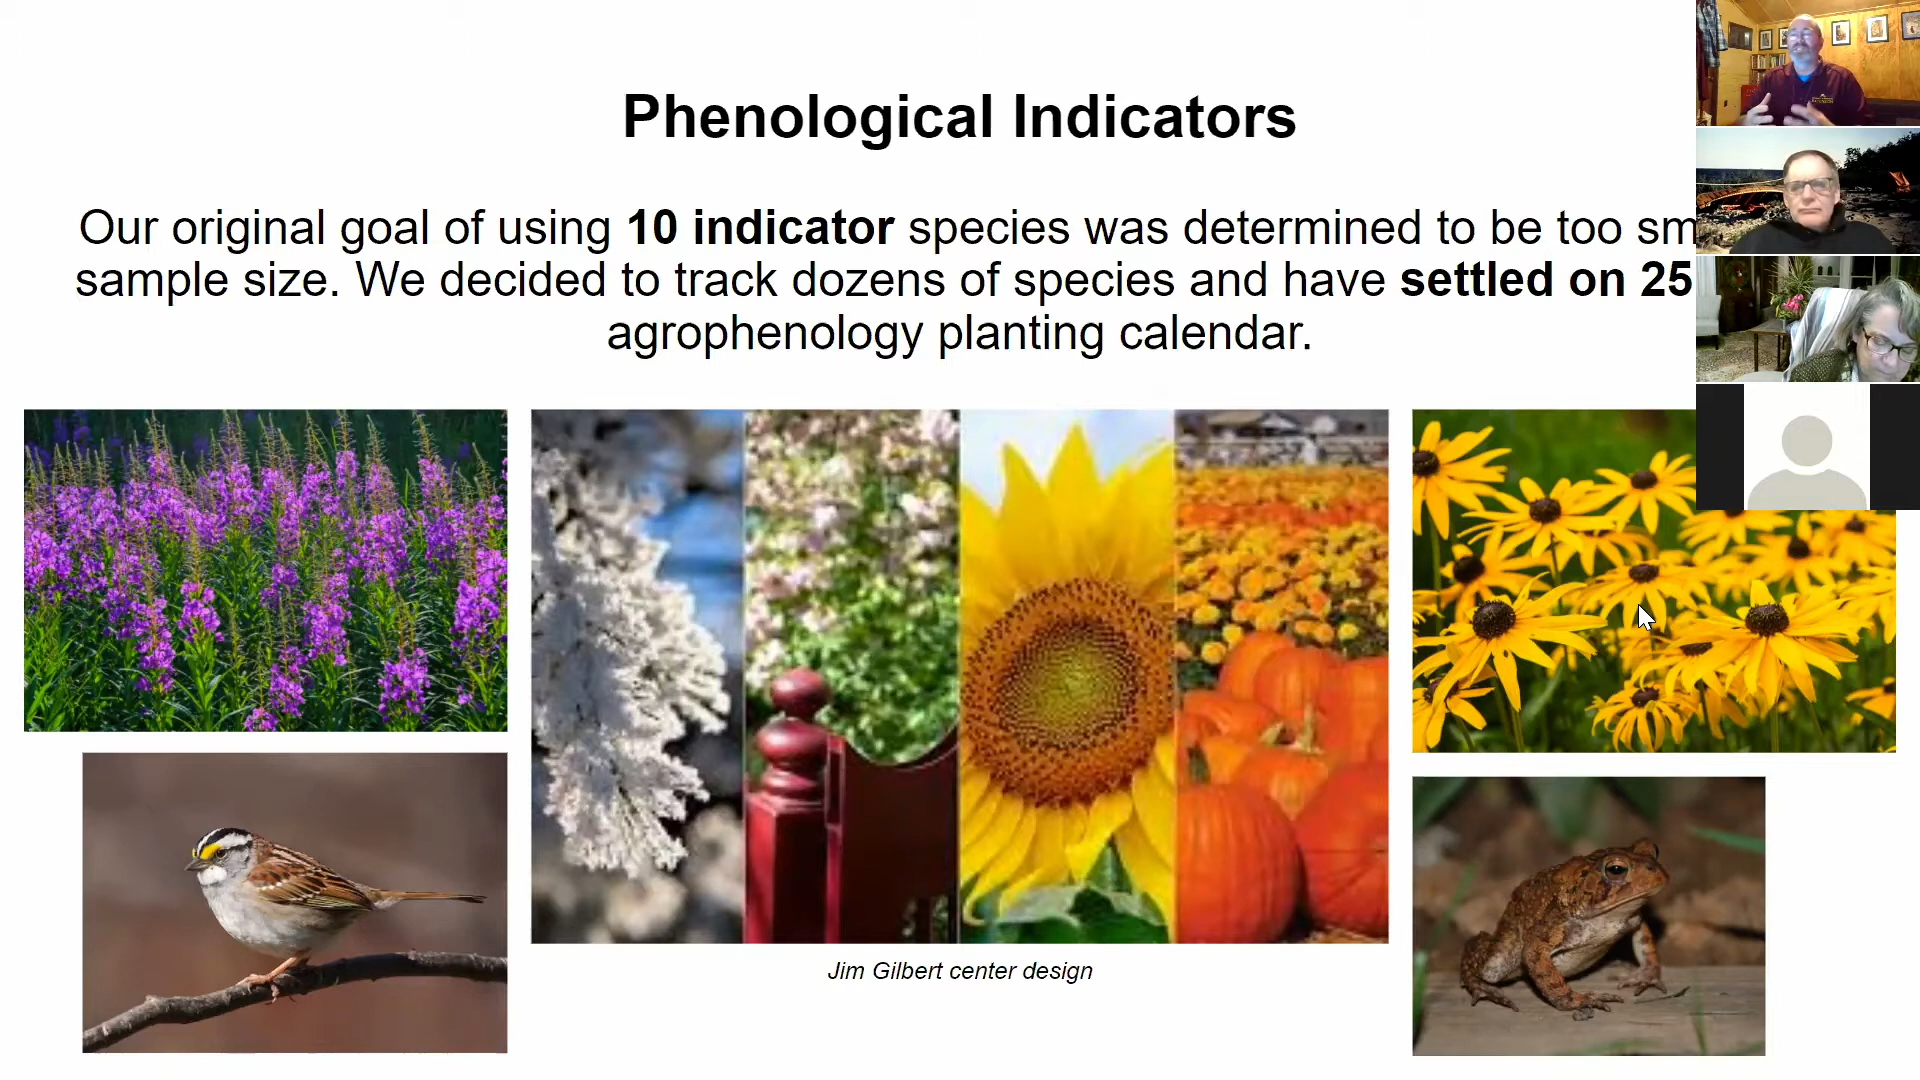 Phenological Indicators
Our original goal of using 10 indicator species was determined to be too sm
sample size. We decided to track dozens of species and have settled on 25
agrophenology planting calendar.
Jim Gilbert center design